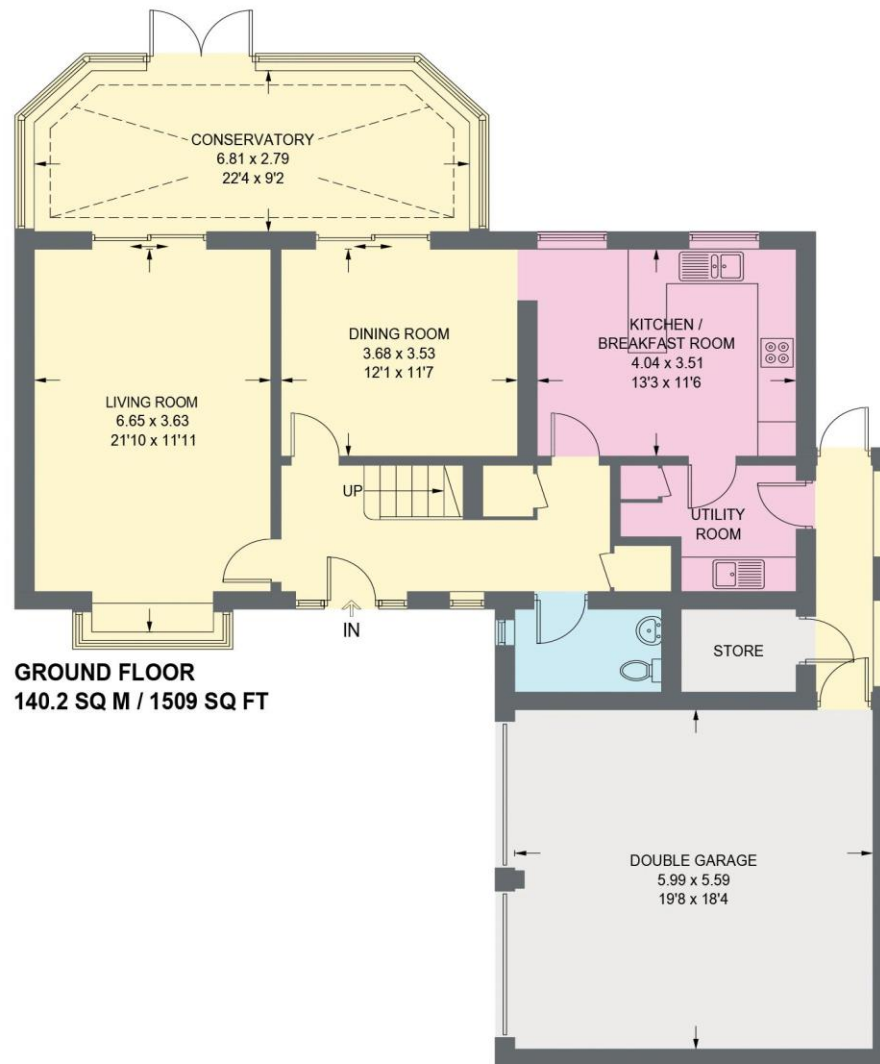 CONSERVATORY
6.81 x 2.79
22'4 x 9'2
KITCHEN /
BREAKFAST ROOM
4.04 x 3.51
13'3 x 11'6
DINING ROOM
3.68 x 3.53
12'1 x 11'7
LIVING ROOM
6.65 x 3.63
21'10 x 11'11
UP
UTILITY
ROOM
IN
STORE
GROUND FLOOR
140.2 SQ M / 1509 SQ FT
DOUBLE GARAGE
5.99 x 5.59
19'8 x 18'4